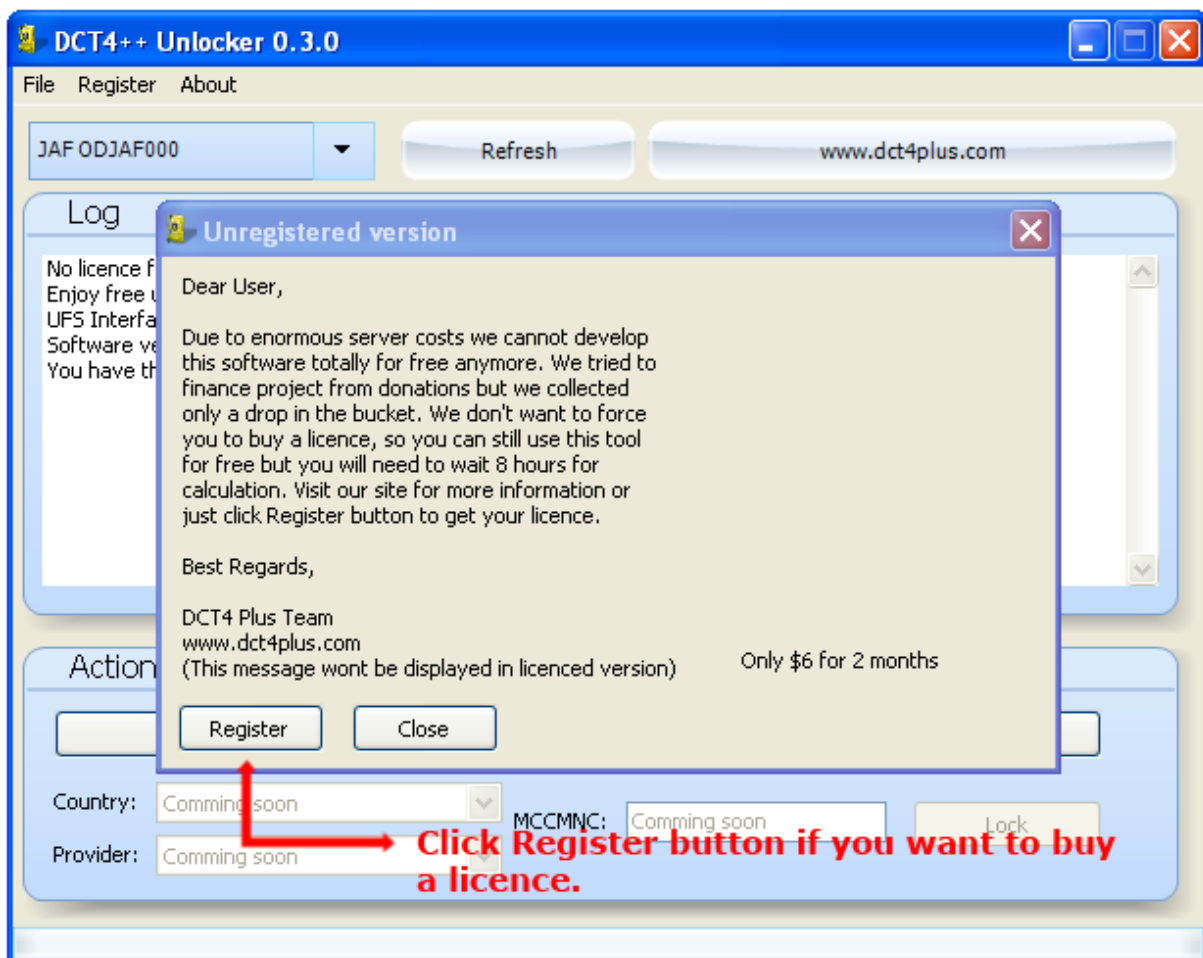 DCT4++ Unlocker 0.3.0
File Register About
JAF ODJAF000
Refresh
www.dct4plus.com
Log
Unregistered version
No licence
Enjoy free
UFS
Software
You have
Dear User,
Due to enormous server costs we cannot develop
this software totally for free anymore. We tried to
finance project from donations but we collected
only a drop in the bucket. We don't want to force
you to buy a licence, so you can still use this tool
for free but you will need to wait 8 hours for
calculation. Visit our site for more information or
just click Register button to get your licence.
Best Regards,
DCT4 Plus Team
www.dct4plus.com
(This message wont be displayed in licenced version)
Only $6 for 2 months
Register
Close
Action
Country:
Comming soon
MCCMNC:
Comming soon
Lock
Provider:
Comming soon
Click Register button if you want to buy
a licence.